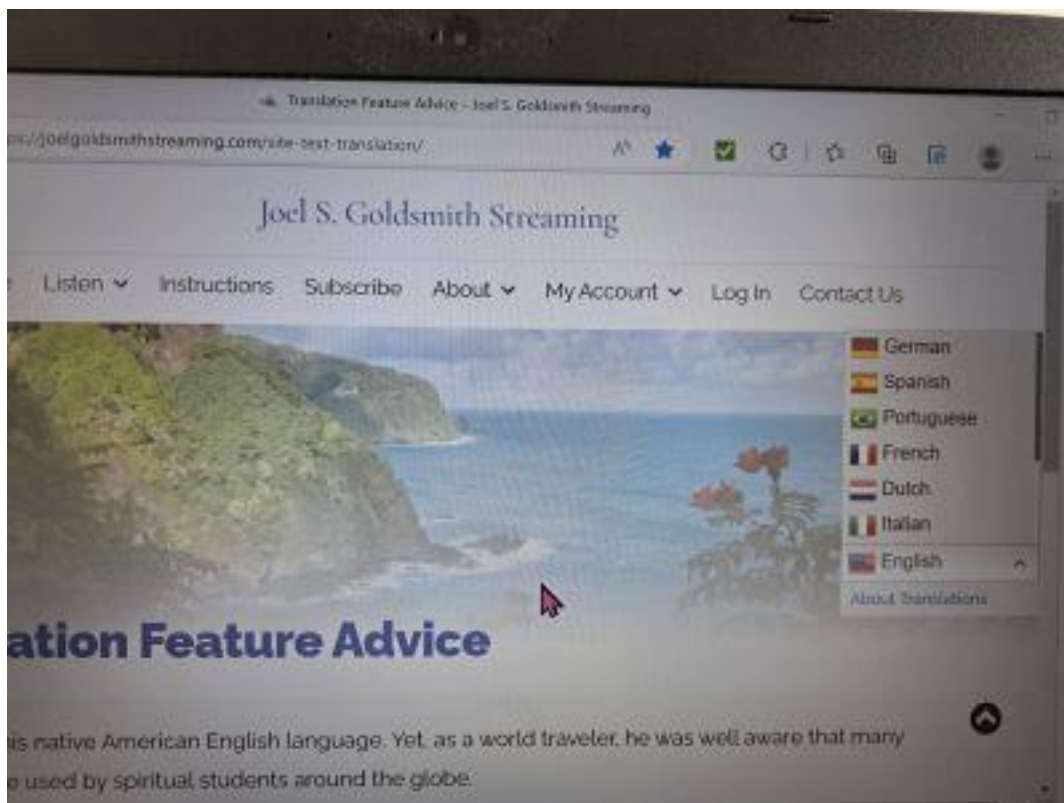 Translation Feature Advice – Joel S. Goldsmith Streaming
//joelgoldsmithstreaming.com/site-text-translation/
Joel S. Goldsmith Streaming
Listen Instructions Subscribe About My Account Log In Contact Us
German
Spanish
Portuguese
French
Dutch
Italian
English
About Translations
ation Feature Advice
his native American English language. Yet, as a world traveler, he was well aware that many
used by spiritual students around the globe.